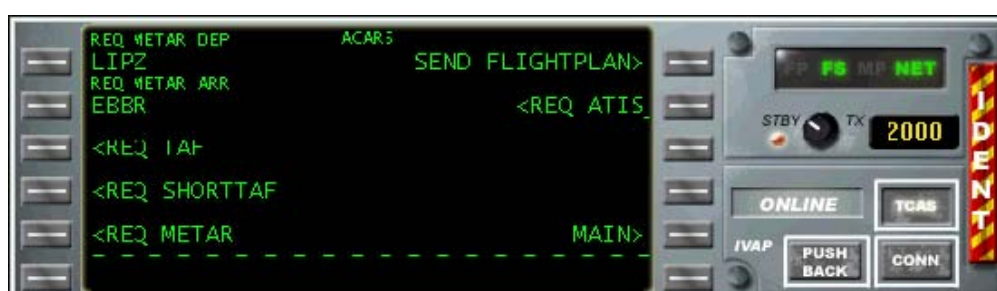 REQ METAR DEP ACARS
LIPZ SEND FLIGHTPLAN>
REQ METAR ARR
EBBR <REQ ATIS_
<REQ TAF
<REQ SHORTTAF
<REQ METAR MAIN>
- - - - - - - - - - - - - - - - - - - - - - - -
FP FS MP NET
STBY TX 2000
ONLINE TCAS
IVAP PUSH BACK CONN
IDENT